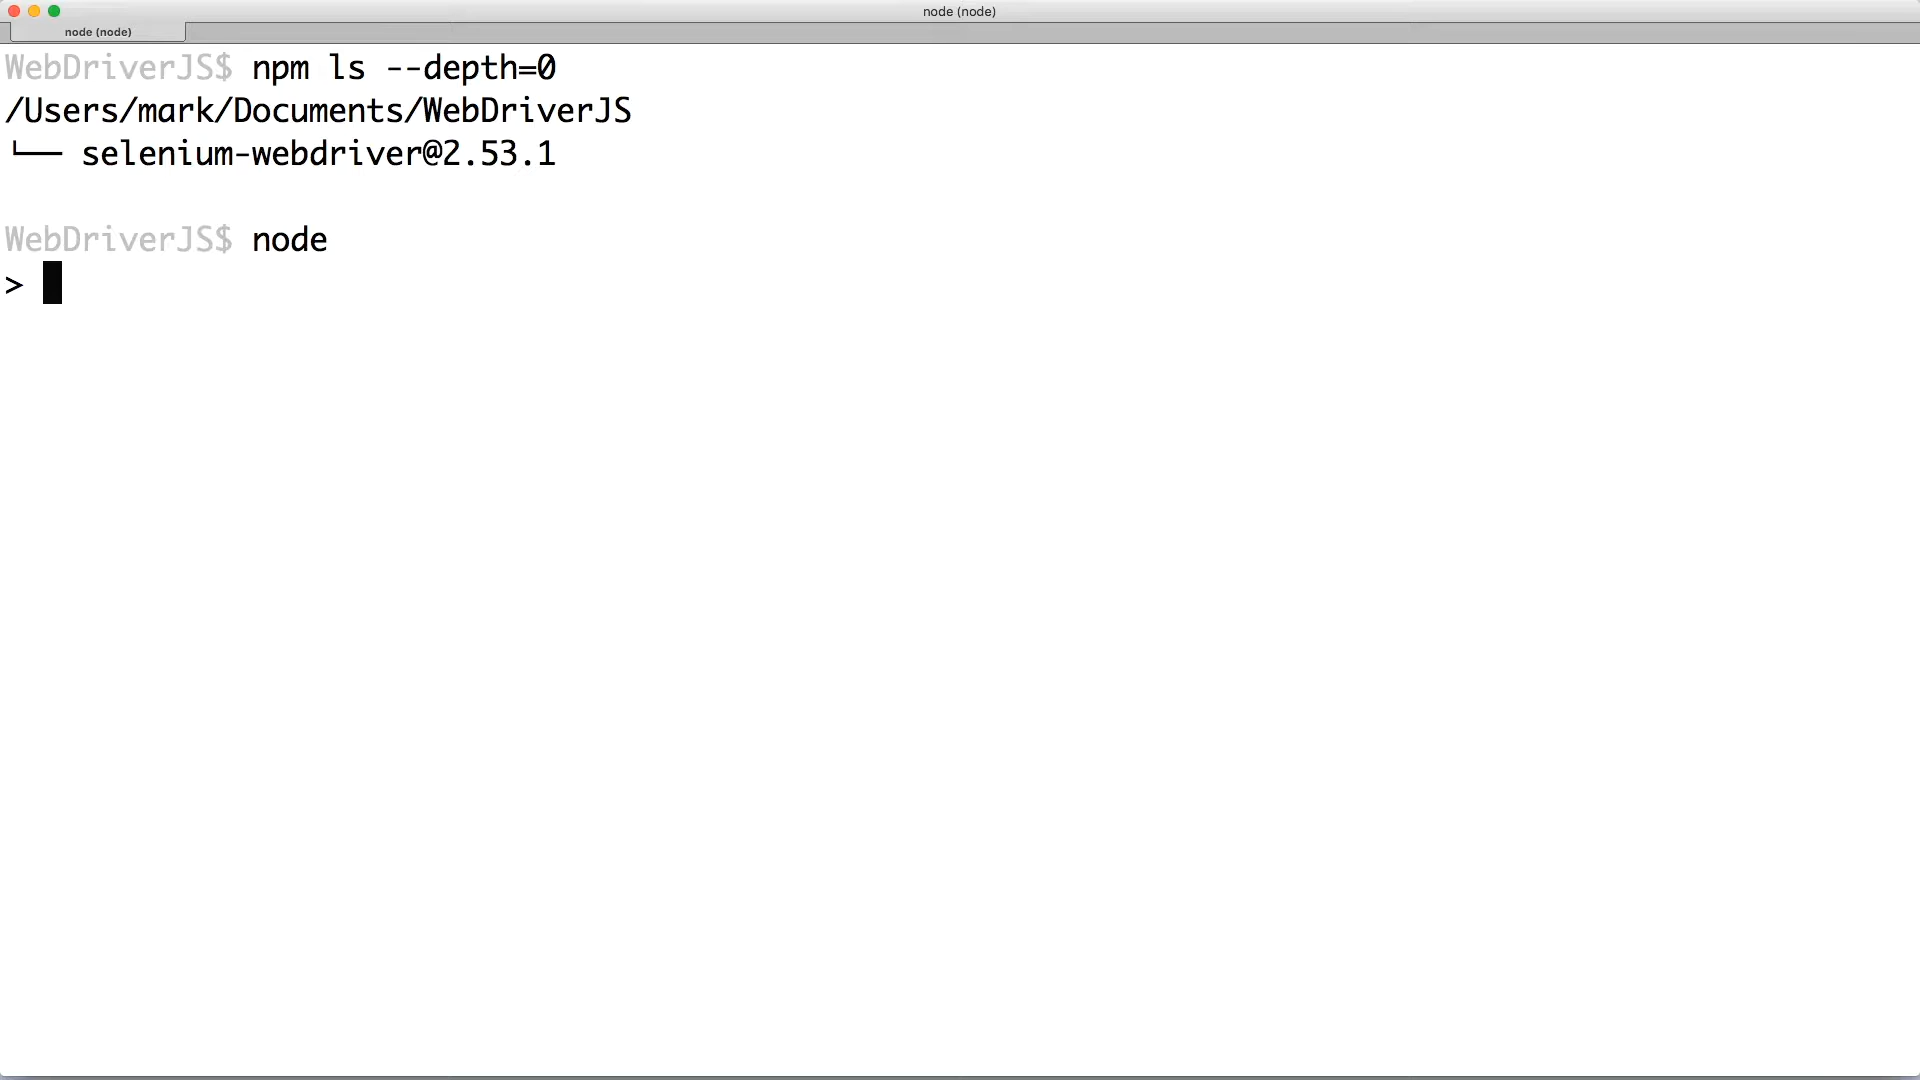 node (node)
node (node)
WebDriverJS$ npm ls --depth=0
/Users/mark/Documents/WebDriverJS
└── selenium-webdriver@2.53.1
WebDriverJS$ node
>